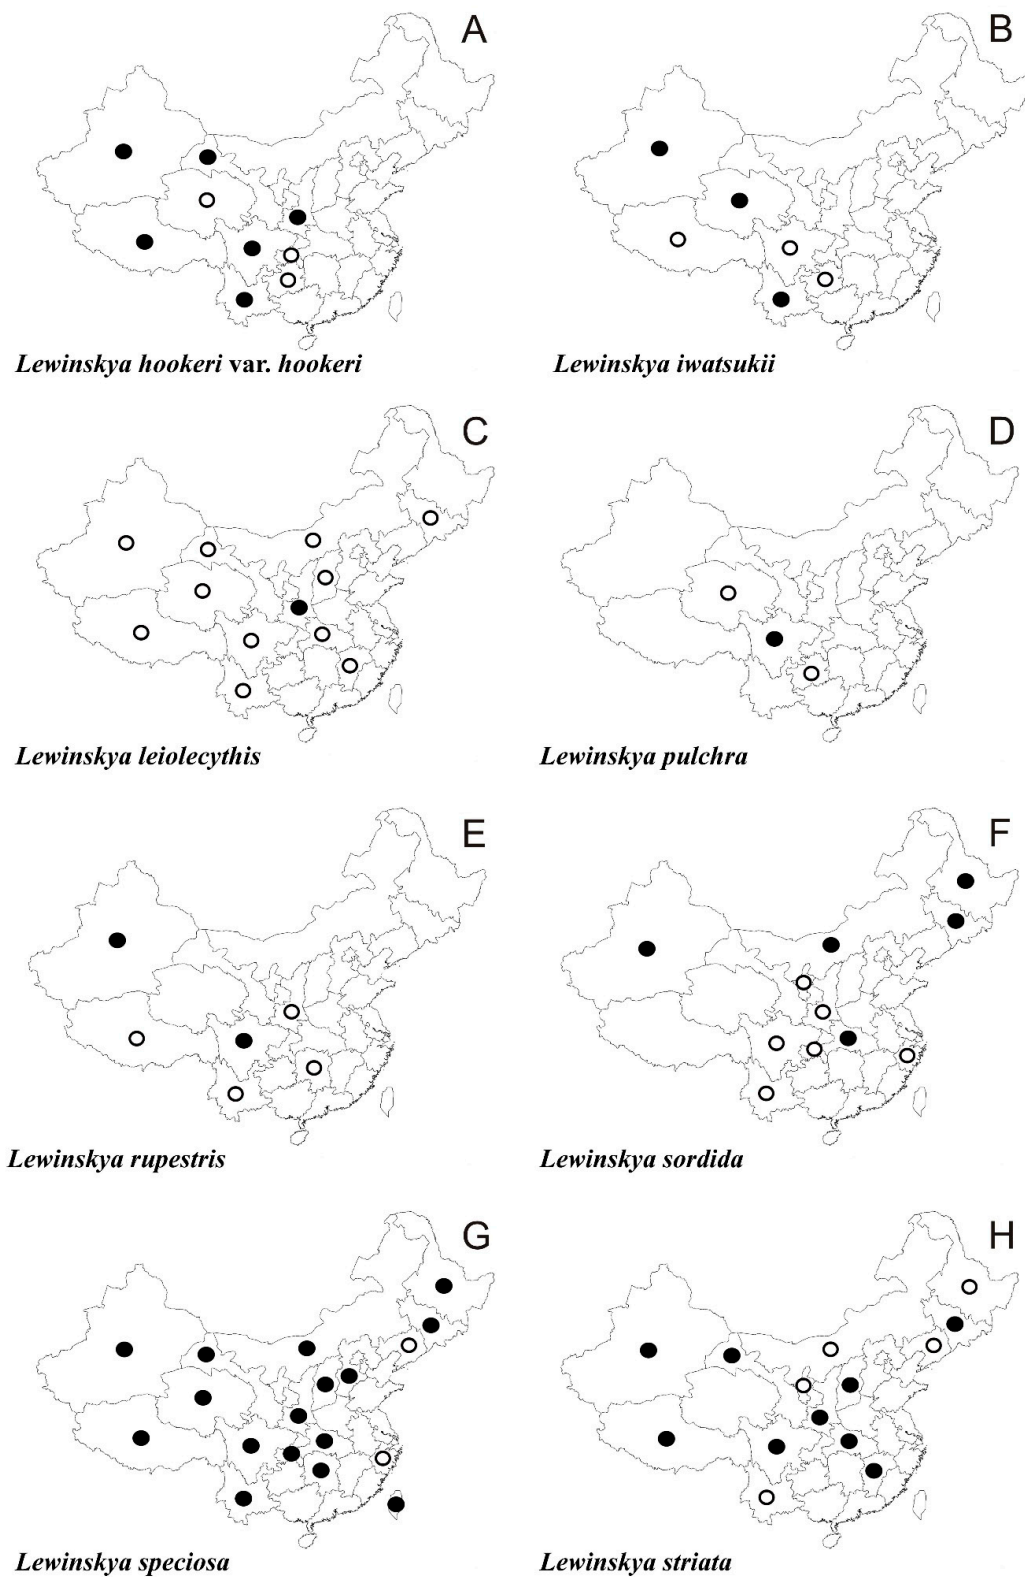 A
B
Lewinskya hookeri var. hookeri
Lewinskya iwatsukii
C
D
Lewinskya leiolecythis
Lewinskya pulchra
E
F
Lewinskya rupestris
Lewinskya sordida
G
H
Lewinskya speciosa
Lewinskya striata